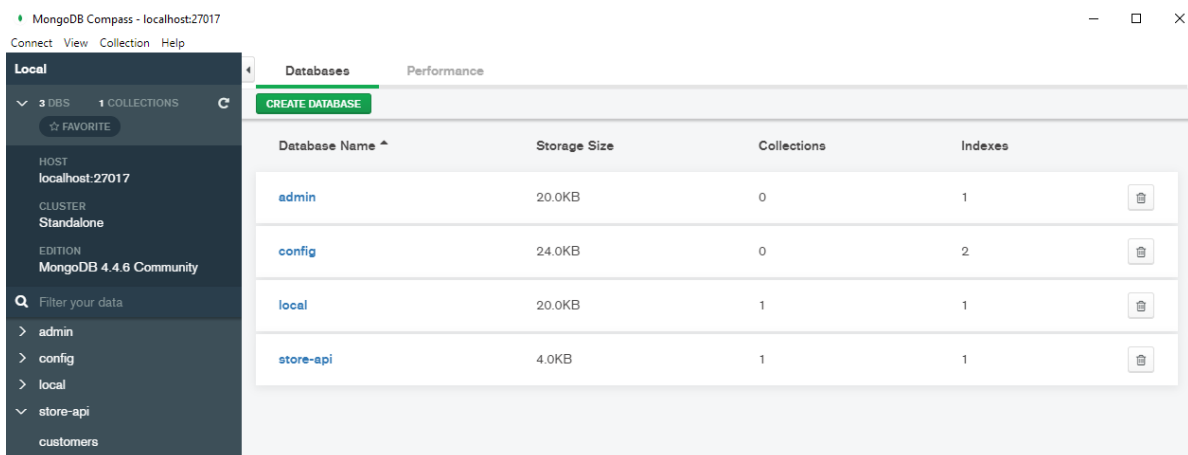 MongoDB Compass - localhost:27017
Connect View Collection Help
Local
3 DBS 1 COLLECTIONS
☆ FAVORITE
HOST
localhost:27017
CLUSTER
Standalone
EDITION
MongoDB 4.4.6 Community
Filter your data
admin
config
local
store-api
customers
Databases Performance
CREATE DATABASE
Database Name Storage Size Collections Indexes
admin 20.0KB 0 1
config 24.0KB 0 2
local 20.0KB 1 1
store-api 4.0KB 1 1